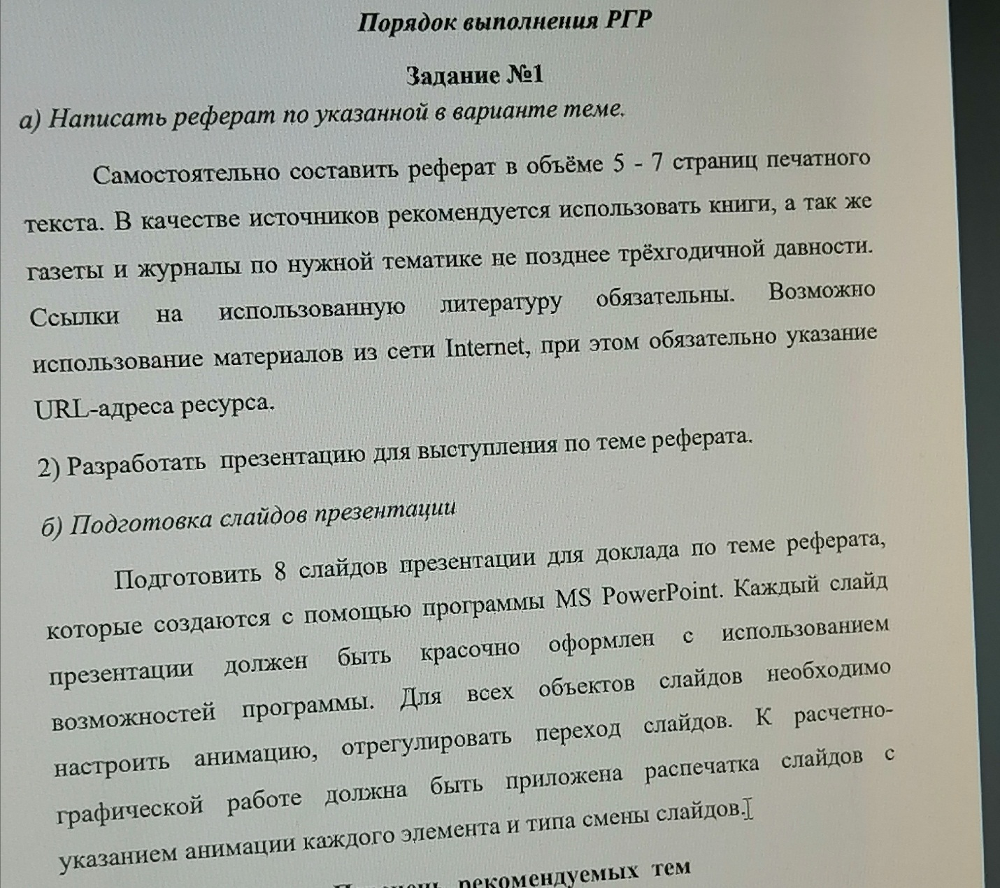 Порядок выполнения РГР
Задание №1
а) Написать реферат по указанной в варианте теме.
Самостоятельно составить реферат в объёме 5 - 7 страниц печатного
текста. В качестве источников рекомендуется использовать книги, а так же
газеты и журналы по нужной тематике не позднее трёхгодичной давности.
Ссылки на использованную литературу обязательны. Возможно
использование материалов из сети Internet, при этом обязательно указание
URL-адреса ресурса.
2) Разработать презентацию для выступления по теме реферата.
б) Подготовка слайдов презентации
Подготовить 8 слайдов презентации для доклада по теме реферата,
которые создаются с помощью программы MS PowerPoint. Каждый слайд
презентации должен быть красочно оформлен с использованием
возможностей программы. Для всех объектов слайдов необходимо
настроить анимацию, отрегулировать переход слайдов. К расчетно-
графической работе должна быть приложена распечатка слайдов с
указанием анимации каждого элемента и типа смены слайдов.
рекомендуемых тем